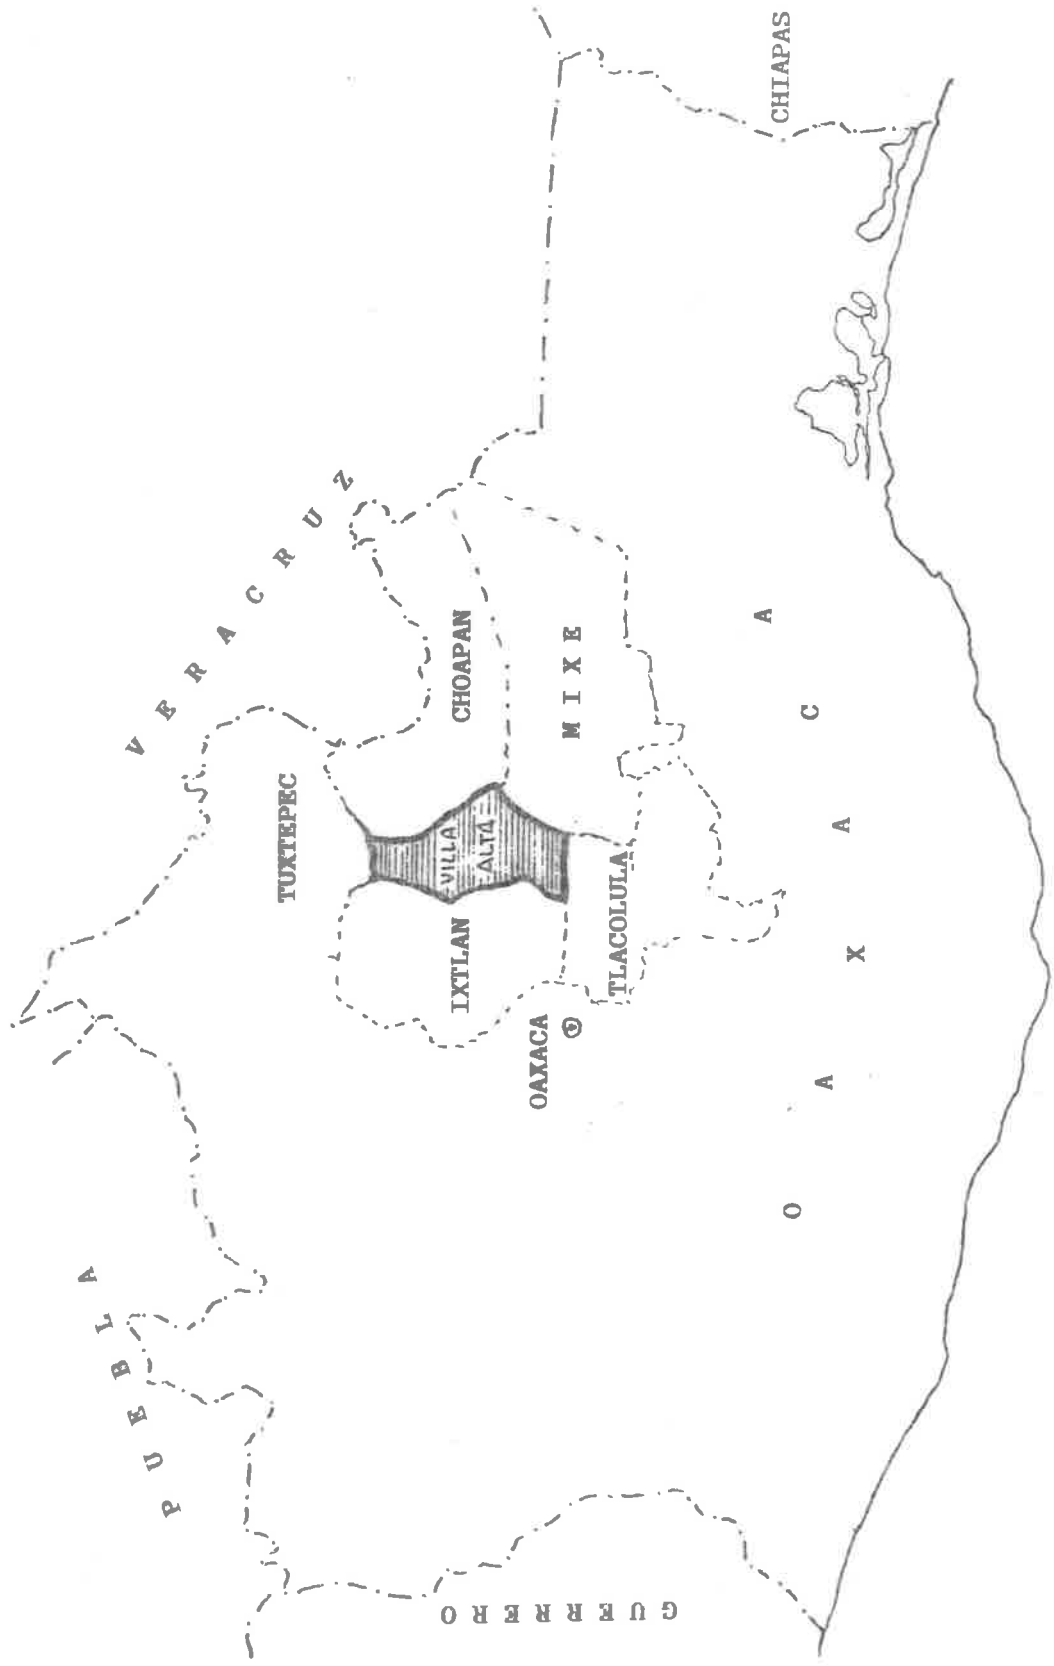 VERACRUZ
PUEBLA
TUXTEPEC
CHOAPAN
VILLA
ALTA
IXTLAN
MIXE
OAXACA
TLACOLULA
CHIAPAS
GUERRERO
OAXACA